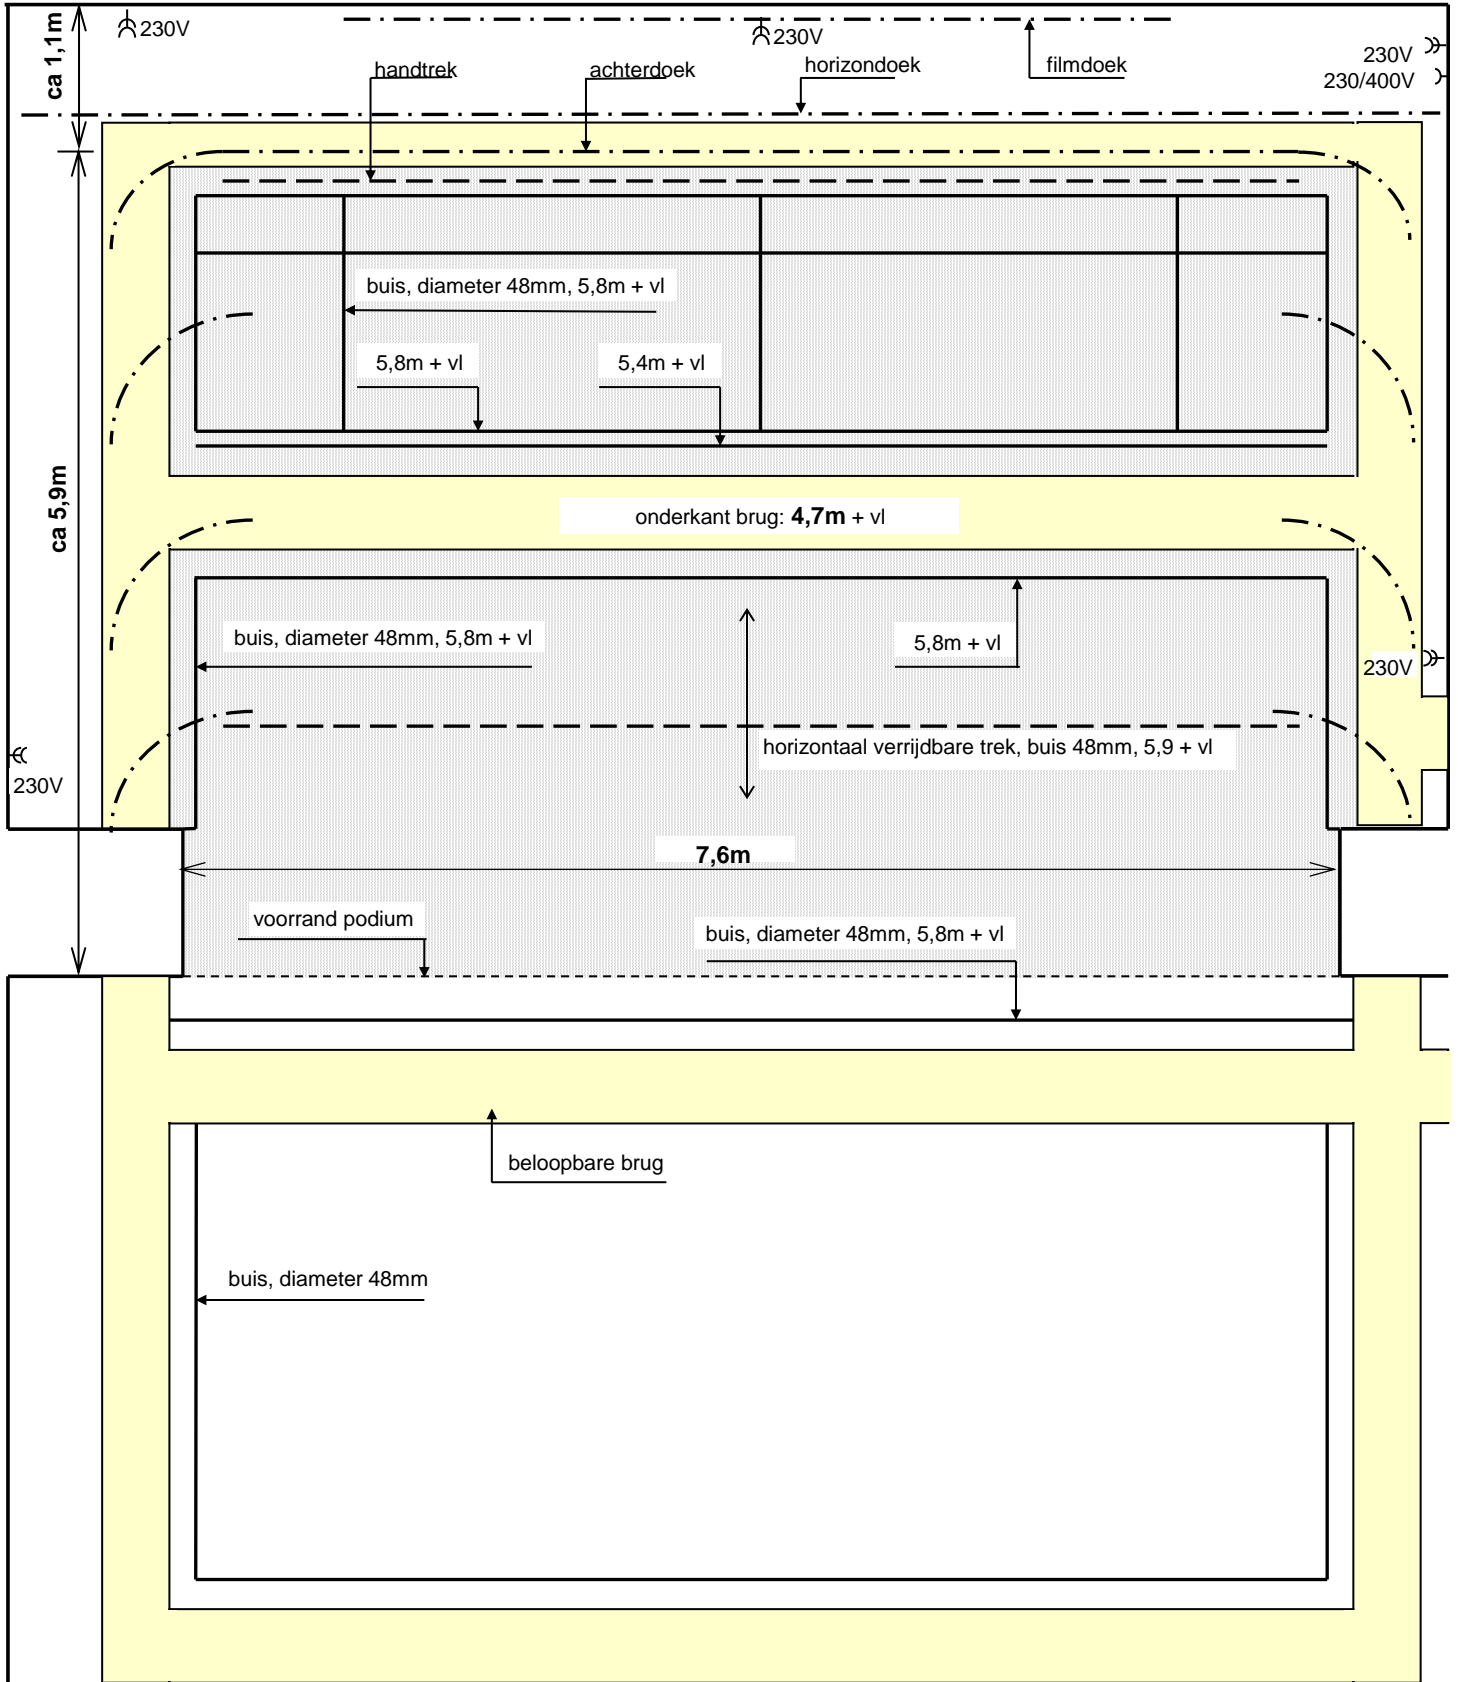 230V
230V
230V
230/400V
ca 1,1m
handtrek
achterdoek
horizondoek
filmdoek
buis, diameter 48mm, 5,8m + vl
5,8m + vl
5,4m + vl
ca 5,9m
onderkant brug: 4,7m + vl
buis, diameter 48mm, 5,8m + vl
5,8m + vl
230V
horizontaal verrijdbare trek, buis 48mm, 5,9 + vl
230V
7,6m
voorrand podium
buis, diameter 48mm, 5,8m + vl
beloopbare brug
buis, diameter 48mm